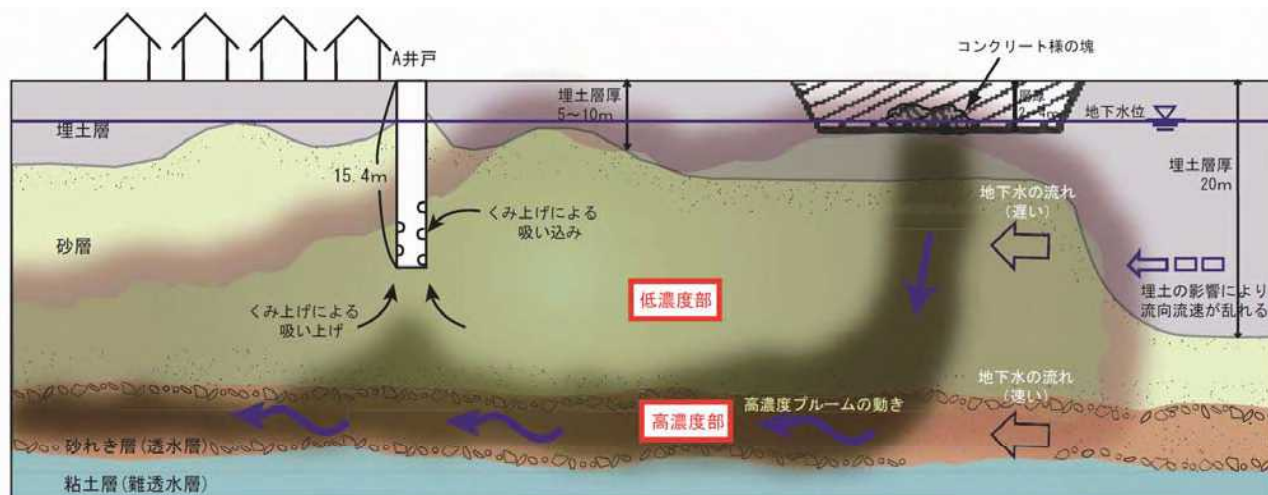 A井戸
コンクリート様の塊
埋土層厚
5〜10m
層厚
2〜4m
地下水位
埋土層
15.4m
埋土層厚
20m
地下水の流れ
(遅い)
くみ上げによる
吸い込み
砂層
低濃度部
埋土の影響により
流向流速が乱れる
くみ上げによる
吸い上げ
地下水の流れ
(速い)
高濃度プルームの動き
高濃度部
砂れき層(透水層)
粘土層(難透水層)